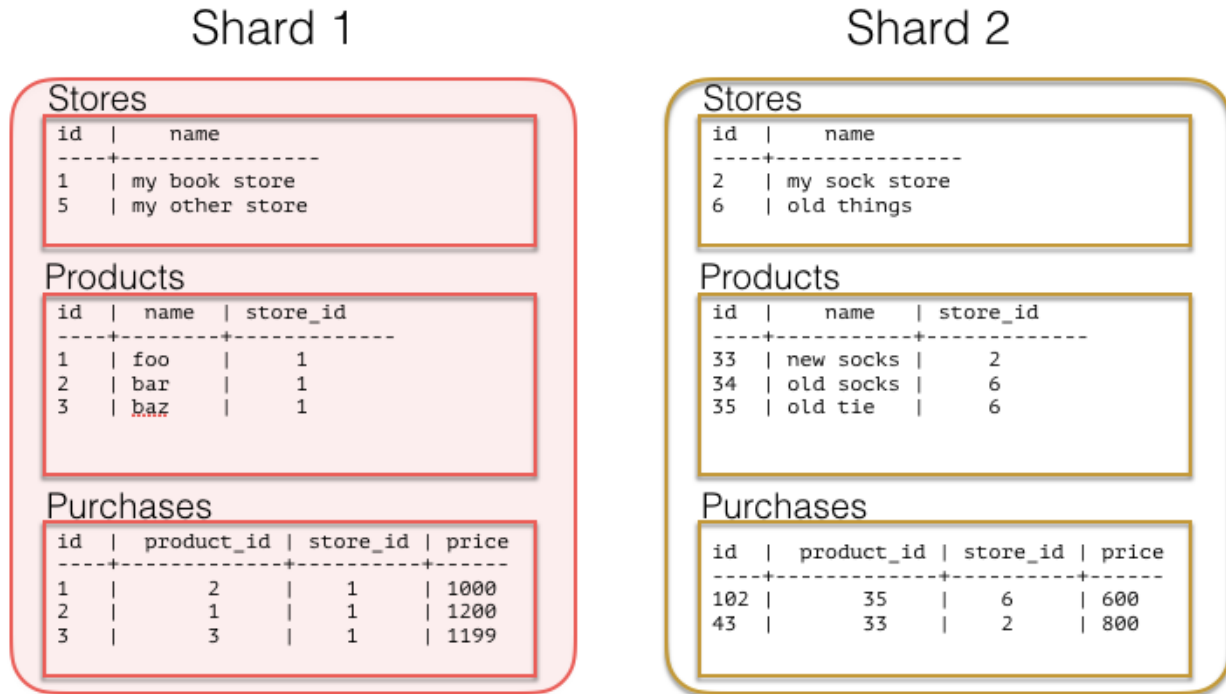 Shard 1
Stores
id | name
----+-----------------
1 | my book store
5 | my other store
Products
id | name | store_id
----+--------+-------------
1 | foo | 1
2 | bar | 1
3 | baz | 1
Purchases
id | product_id | store_id | price
----+--------------+----------+------
1 | 2 | 1 | 1000
2 | 1 | 1 | 1200
3 | 3 | 1 | 1199
Shard 2
Stores
id | name
----+---------------
2 | my sock store
6 | old things
Products
id | name | store_id
----+-----------+-------------
33 | new socks | 2
34 | old socks | 6
35 | old tie | 6
Purchases
id | product_id | store_id | price
----+--------------+----------+------
102 | 35 | 6 | 600
43 | 33 | 2 | 800